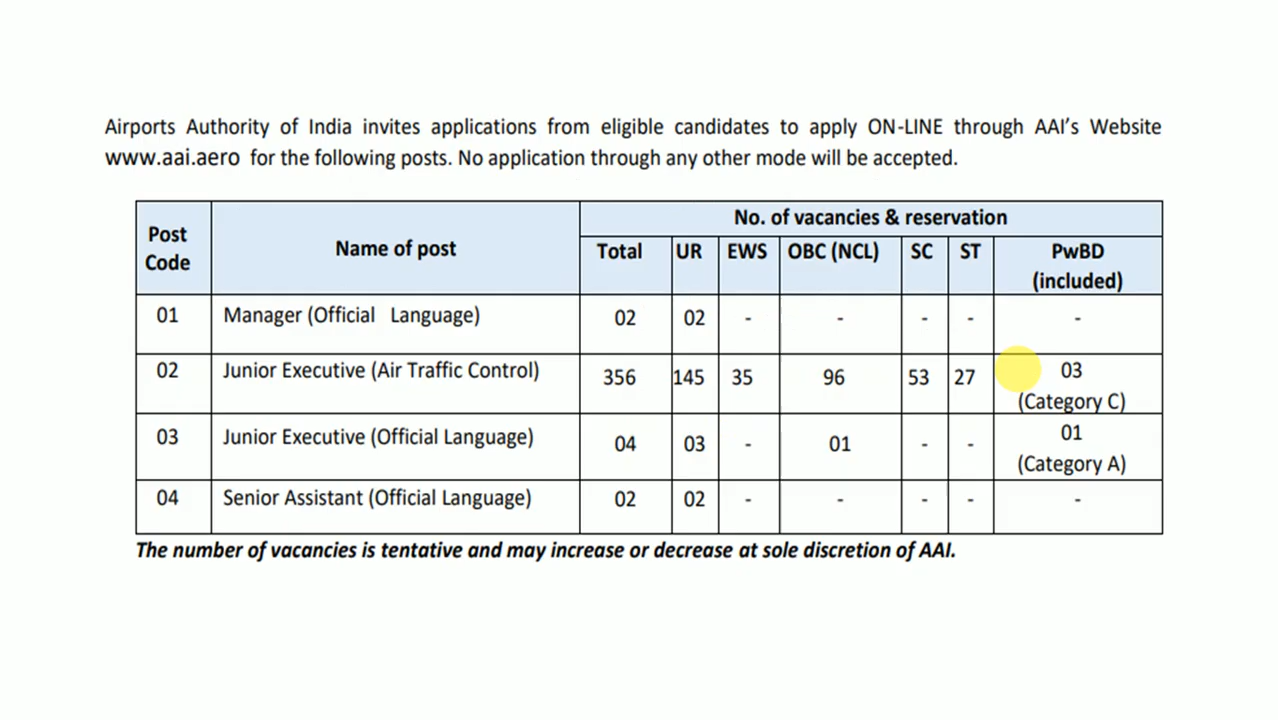 Airports Authority of India invites applications from eligible candidates to apply ON-LINE through AAI's Website
www.aai.aero for the following posts. No application through any other mode will be accepted.
Post Code Name of post No. of vacancies & reservation
Total UR EWS OBC (NCL) SC ST PwBD (included)
01 Manager (Official Language) 02 02 - - - - -
02 Junior Executive (Air Traffic Control) 356 145 35 96 53 27 03 (Category C)
03 Junior Executive (Official Language) 04 03 - 01 - - 01 (Category A)
04 Senior Assistant (Official Language) 02 02 - - - - -
The number of vacancies is tentative and may increase or decrease at sole discretion of AAI.